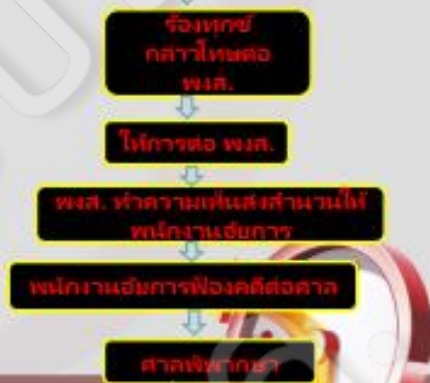 ร้องทุกข์
กล่าวโทษต่อ
พงส.
ให้การต่อ พงส.
พงส. ทำความเห็นส่งสำนวนให้
พนักงานอัยการ
พนักงานอัยการฟ้องคดีต่อศาล
ศาลพิพากษา